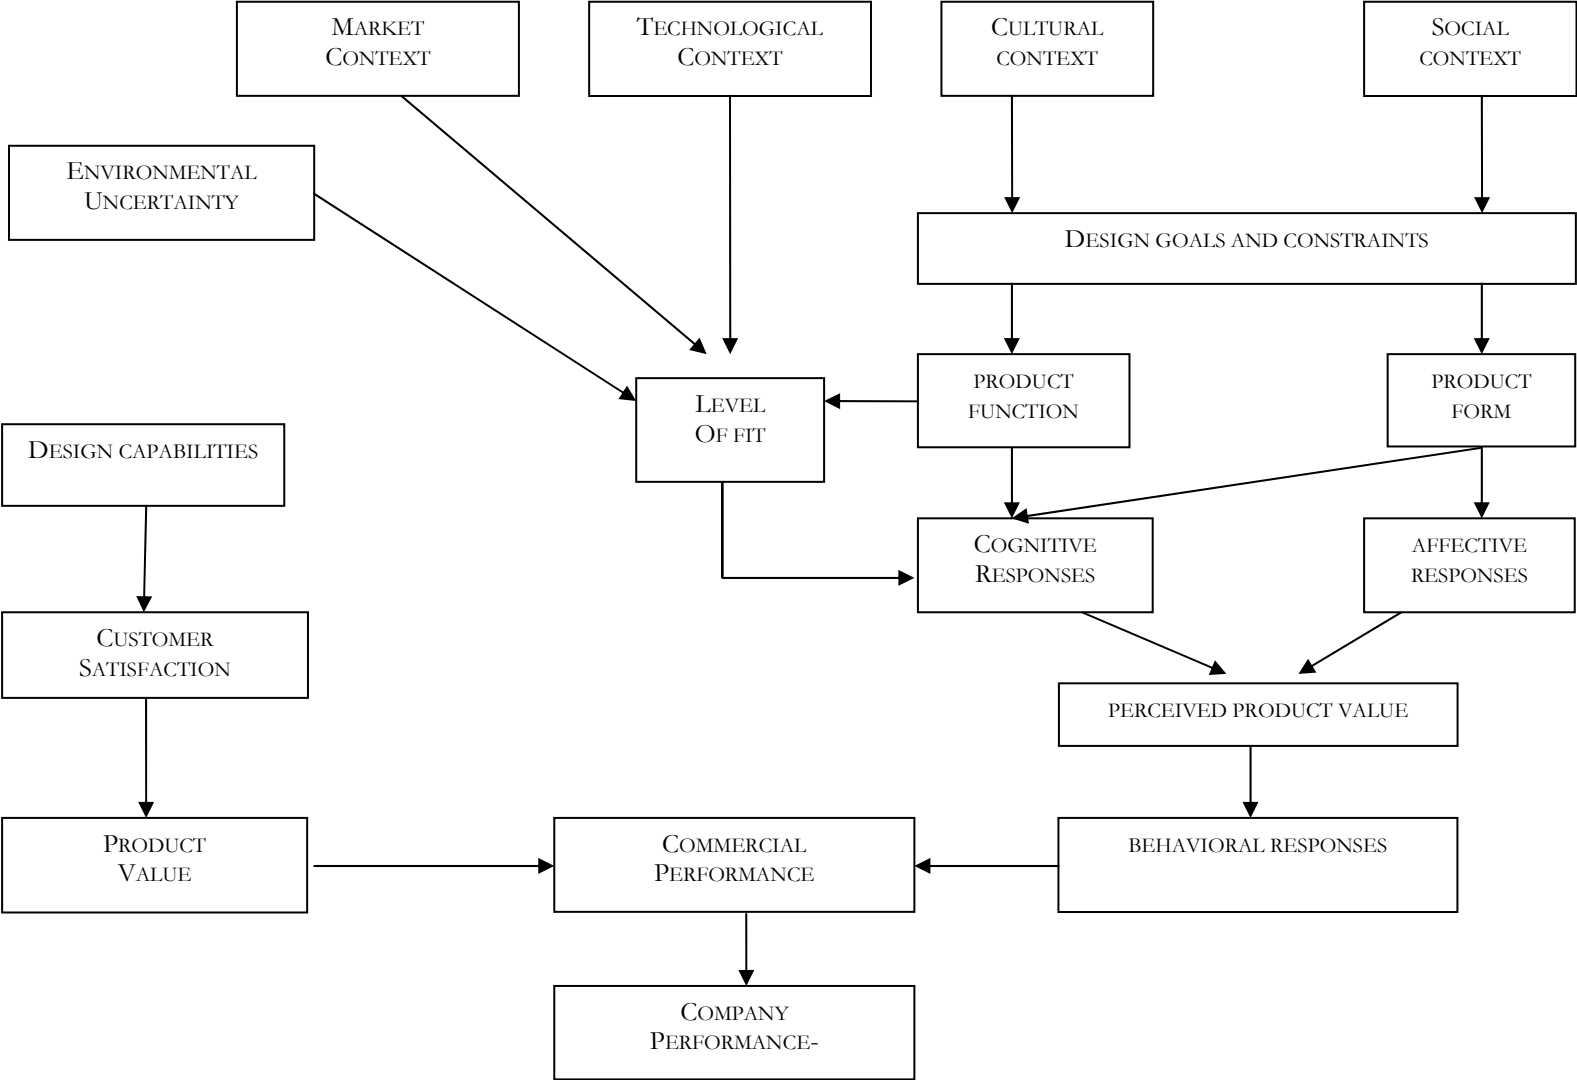 MARKET
CONTEXT
TECHNOLOGICAL
CONTEXT
CULTURAL
CONTEXT
SOCIAL
CONTEXT
ENVIRONMENTAL
UNCERTAINTY
DESIGN GOALS AND CONSTRAINTS
LEVEL
OF FIT
PRODUCT
FUNCTION
PRODUCT
FORM
DESIGN CAPABILITIES
COGNITIVE
RESPONSES
AFFECTIVE
RESPONSES
CUSTOMER
SATISFACTION
PERCEIVED PRODUCT VALUE
PRODUCT
VALUE
COMMERCIAL
PERFORMANCE
BEHAVIORAL RESPONSES
COMPANY
PERFORMANCE-